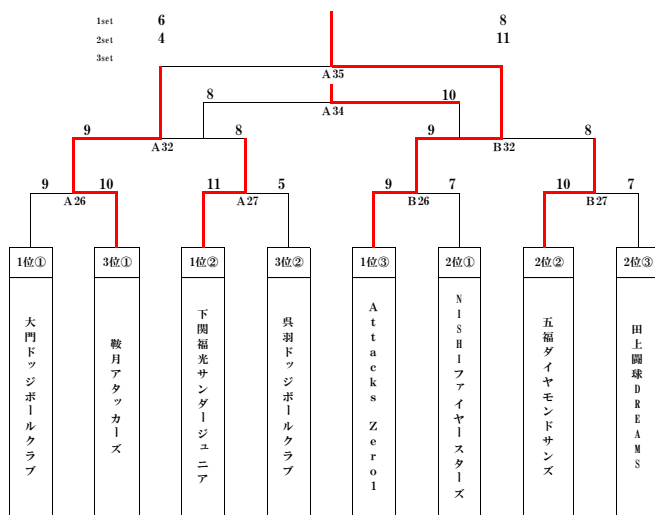 1set 6 8
2set 4 11
3set
A35
8 10
A34
9 8 9 8
A32 B32
9 10 11 5 9 7 10 7
A26 A27 B26 B27
1位① 3位① 1位② 3位② 1位③ 2位① 2位② 2位③
大門ドッジボールクラブ
鞍月アタッカーズ
下関福光サンダージュニア
呉羽ドッジボールクラブ
Attacks Zero1
NISHIファイヤースターズ
五福ダイヤモンドサンズ
田上闘球DREAMS